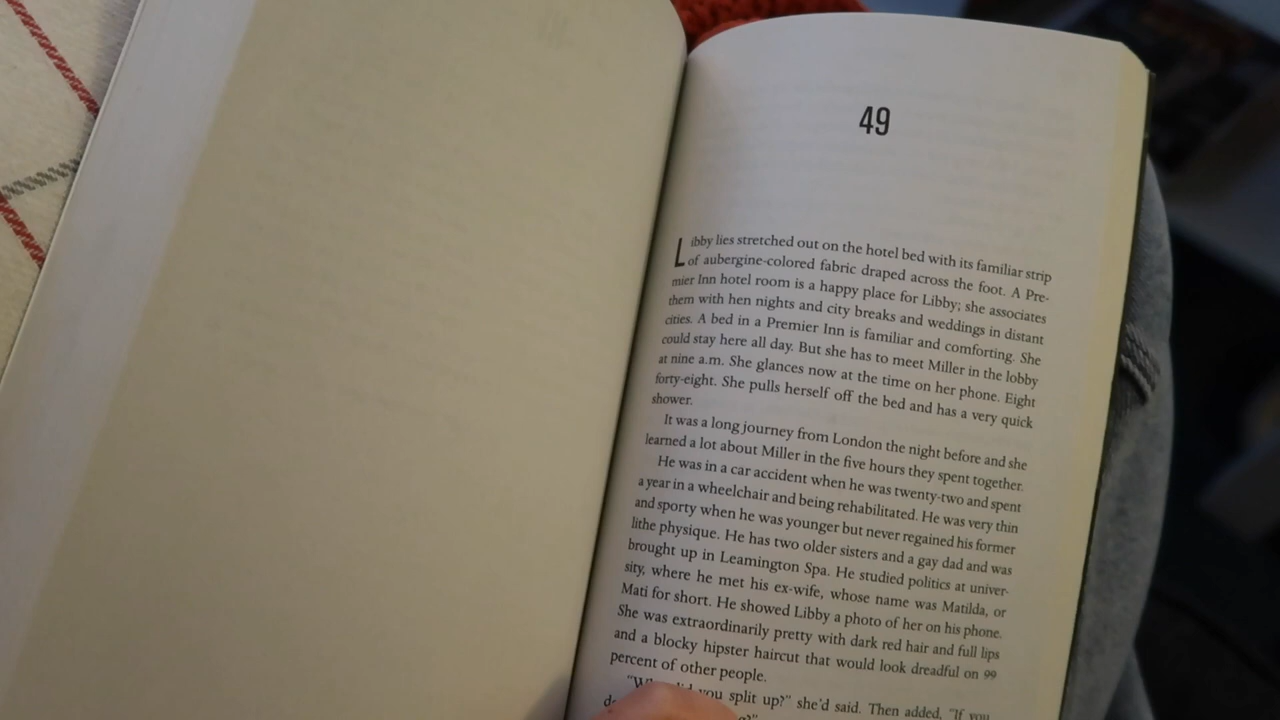 49
Libby lies stretched out on the hotel bed with its familiar strip
of aubergine-colored fabric draped across the foot. A Pre-
mier Inn hotel room is a happy place for Libby; she associates
them with hen nights and city breaks and weddings in distant
cities. A bed in a Premier Inn is familiar and comforting. She
could stay here all day. But she has to meet Miller in the lobby
at nine a.m. She glances now at the time on her phone. Eight
forty-eight. She pulls herself off the bed and has a very quick
shower.
It was a long journey from London the night before and she
learned a lot about Miller in the five hours they spent together.
He was in a car accident when he was twenty-two and spent
a year in a wheelchair and being rehabilitated. He was very thin
and sporty when he was younger but never regained his former
lithe physique. He has two older sisters and a gay dad and was
brought up in Leamington Spa. He studied politics at univer-
sity, where he met his ex-wife, whose name was Matilda, or
Mati for short. He showed Libby a photo of her on his phone.
She was extraordinarily pretty with dark red hair and full lips
and a blocky hipster haircut that would look dreadful on 99
percent of other people.
you split up?" she'd said. Then added, "If you